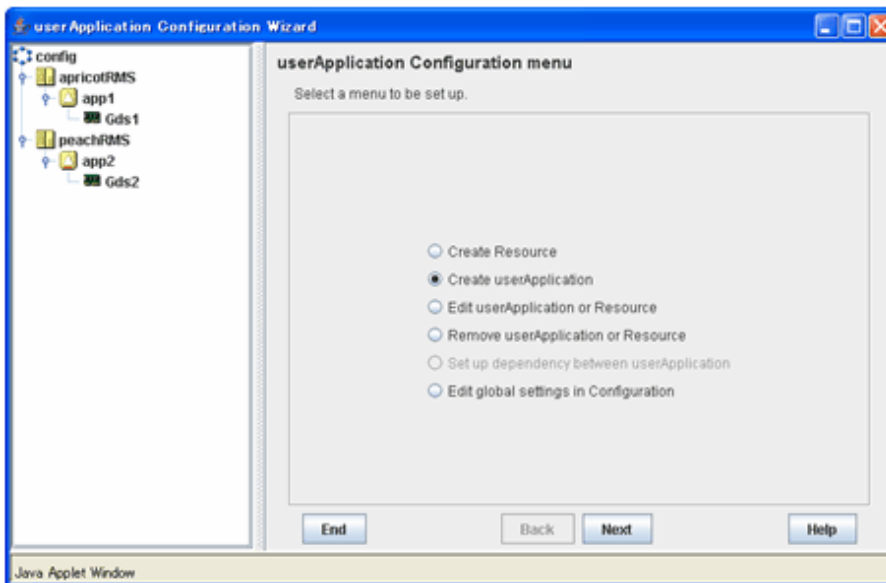 userApplication Configuration Wizard
config
apricotRMS
app1
Gds1
peachRMS
app2
Gds2
userApplication Configuration menu
Select a menu to be set up.
Create Resource
Create userApplication
Edit userApplication or Resource
Remove userApplication or Resource
Set up dependency between userApplication
Edit global settings in Configuration
End
Back
Next
Help
Java Applet Window